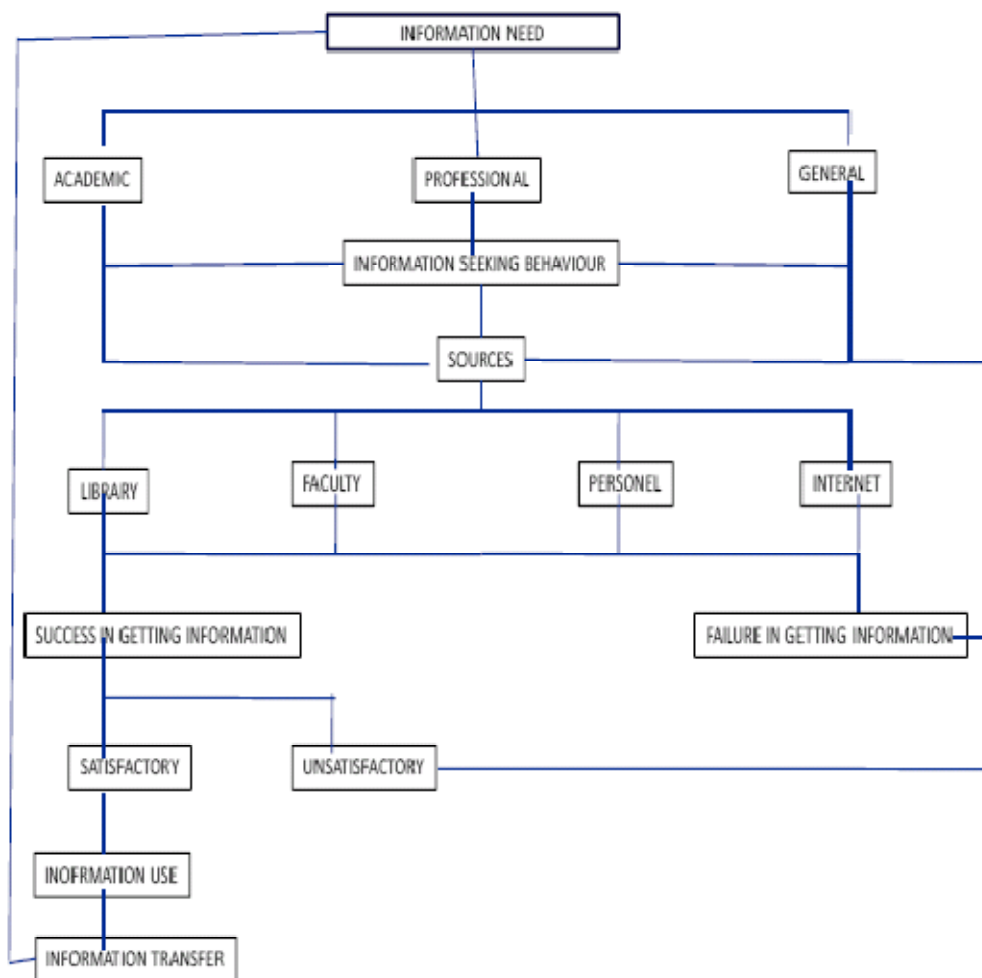 INFORMATION NEED
ACADEMIC
PROFESSIONAL
GENERAL
INFORMATION SEEKING BEHAVIOUR
SOURCES
LIBRARY
FACULTY
PERSONEL
INTERNET
SUCCESS IN GETTING INFORMATION
FAILURE IN GETTING INFORMATION
SATISFACTORY
UNSATISFACTORY
INOFRMATION USE
INFORMATION TRANSFER